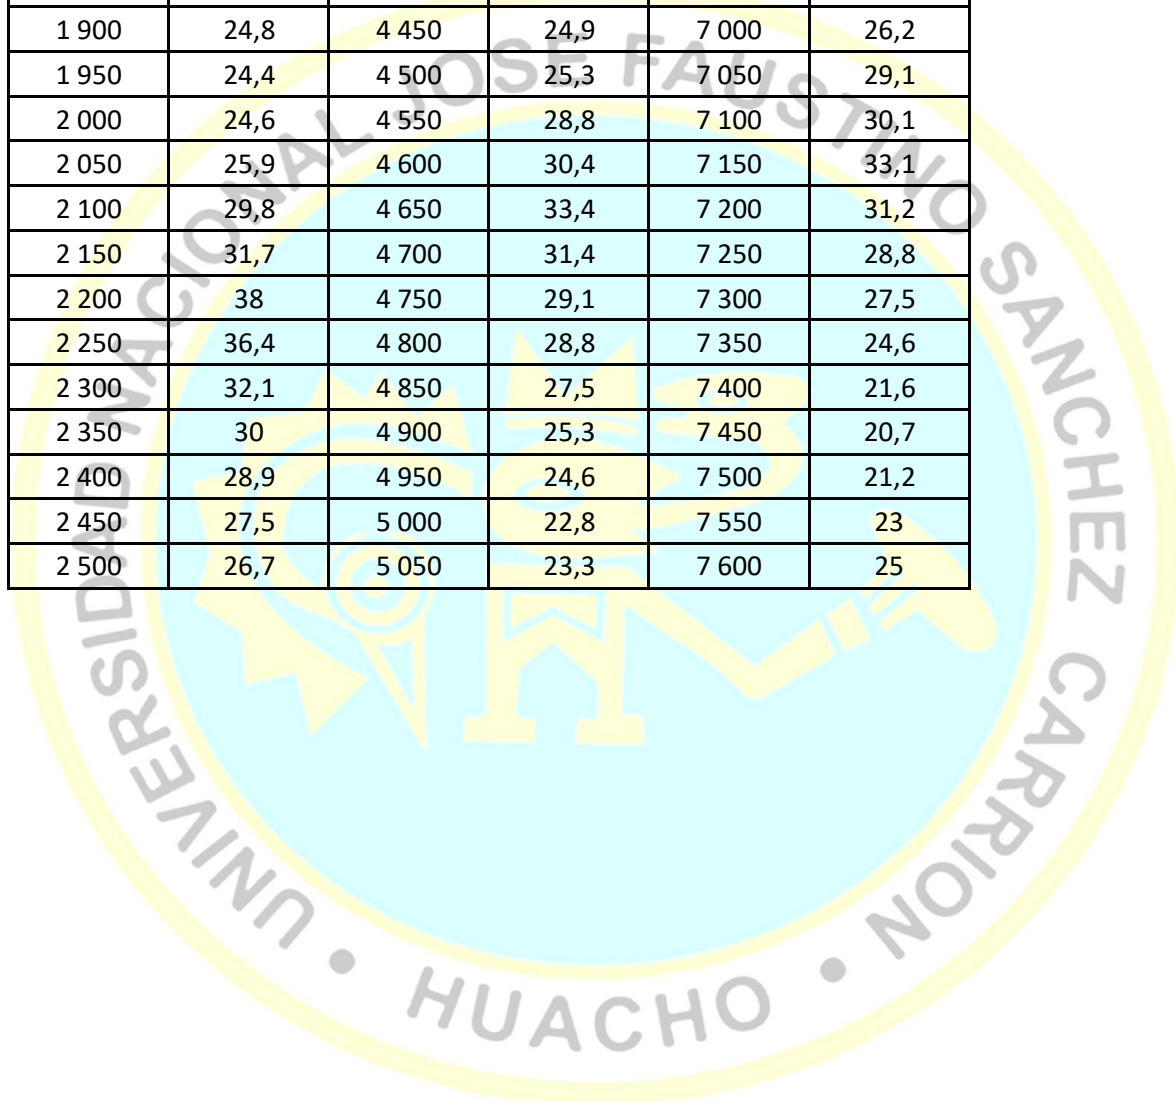 1 900 24,8 4 450 24,9 7 000 26,2
1 950 24,4 4 500 25,3 7 050 29,1
2 000 24,6 4 550 28,8 7 100 30,1
2 050 25,9 4 600 30,4 7 150 33,1
2 100 29,8 4 650 33,4 7 200 31,2
2 150 31,7 4 700 31,4 7 250 28,8
2 200 38 4 750 29,1 7 300 27,5
2 250 36,4 4 800 28,8 7 350 24,6
2 300 32,1 4 850 27,5 7 400 21,6
2 350 30 4 900 25,3 7 450 20,7
2 400 28,9 4 950 24,6 7 500 21,2
2 450 27,5 5 000 22,8 7 550 23
2 500 26,7 5 050 23,3 7 600 25
UNIVERSIDAD NACIONAL JOSE FAUSTINO SANCHEZ CARRION
• HUACHO •